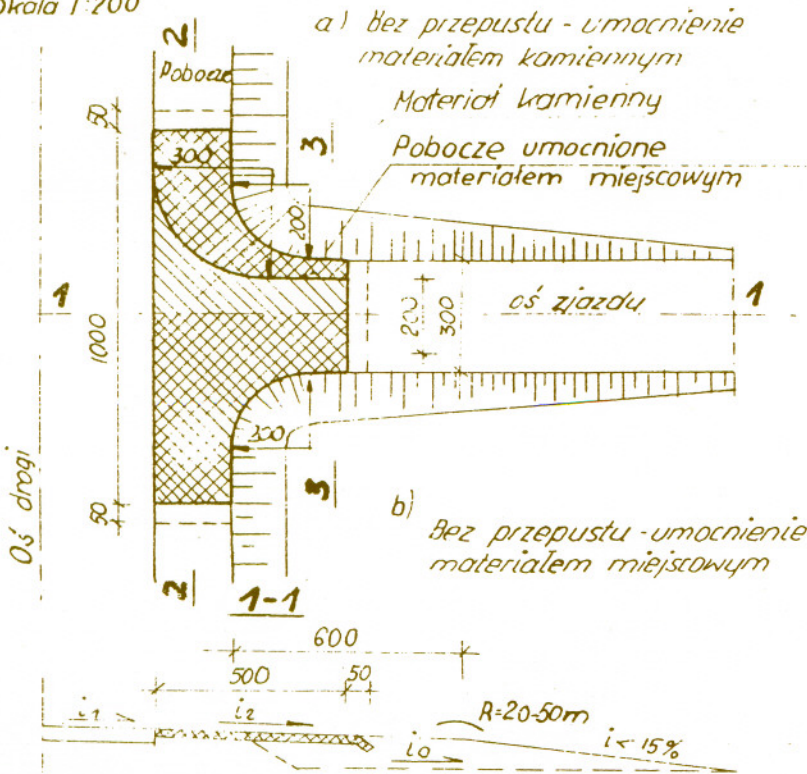 Skala 1:200
a) Bez przepustu - umocnienie
materiałem kamiennym
2
Pobocze
Materiał kamienny
50
3
Pobocze umocnione
materiałem miejscowym
300
200
1
oś zjazdu
1
200
300
1000
200
3
b)
Bez przepustu - umocnienie
materiałem miejscowym
Oś drogi
50
2
1-1
600
500
50
i1
i2
R=20-50m
i0
i < 15%